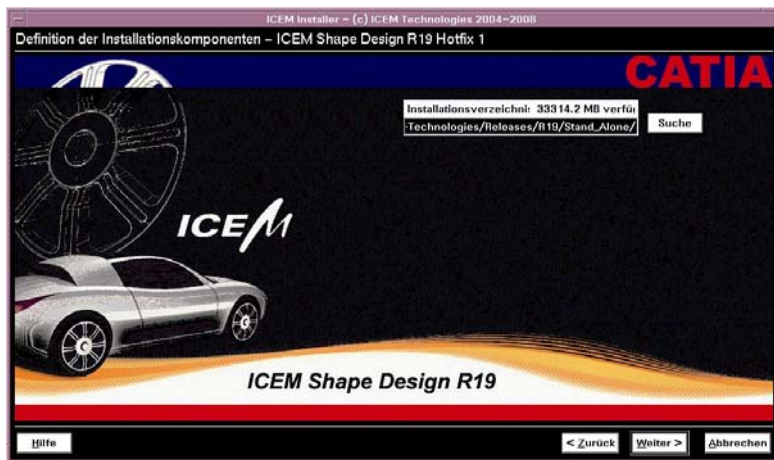 ICEM Installer – (c) ICEM Technologies 2004–2008
Definition der Installationskomponenten – ICEM Shape Design R19 Hotfix 1
CATIA
Installationsverzeichni: 33314.2 MB verfü
-Technologies/Releases/R19/Stand_Alone/
Suche
ICEM
ICEM Shape Design R19
Hilfe
< Zurück
Weiter >
Abbrechen